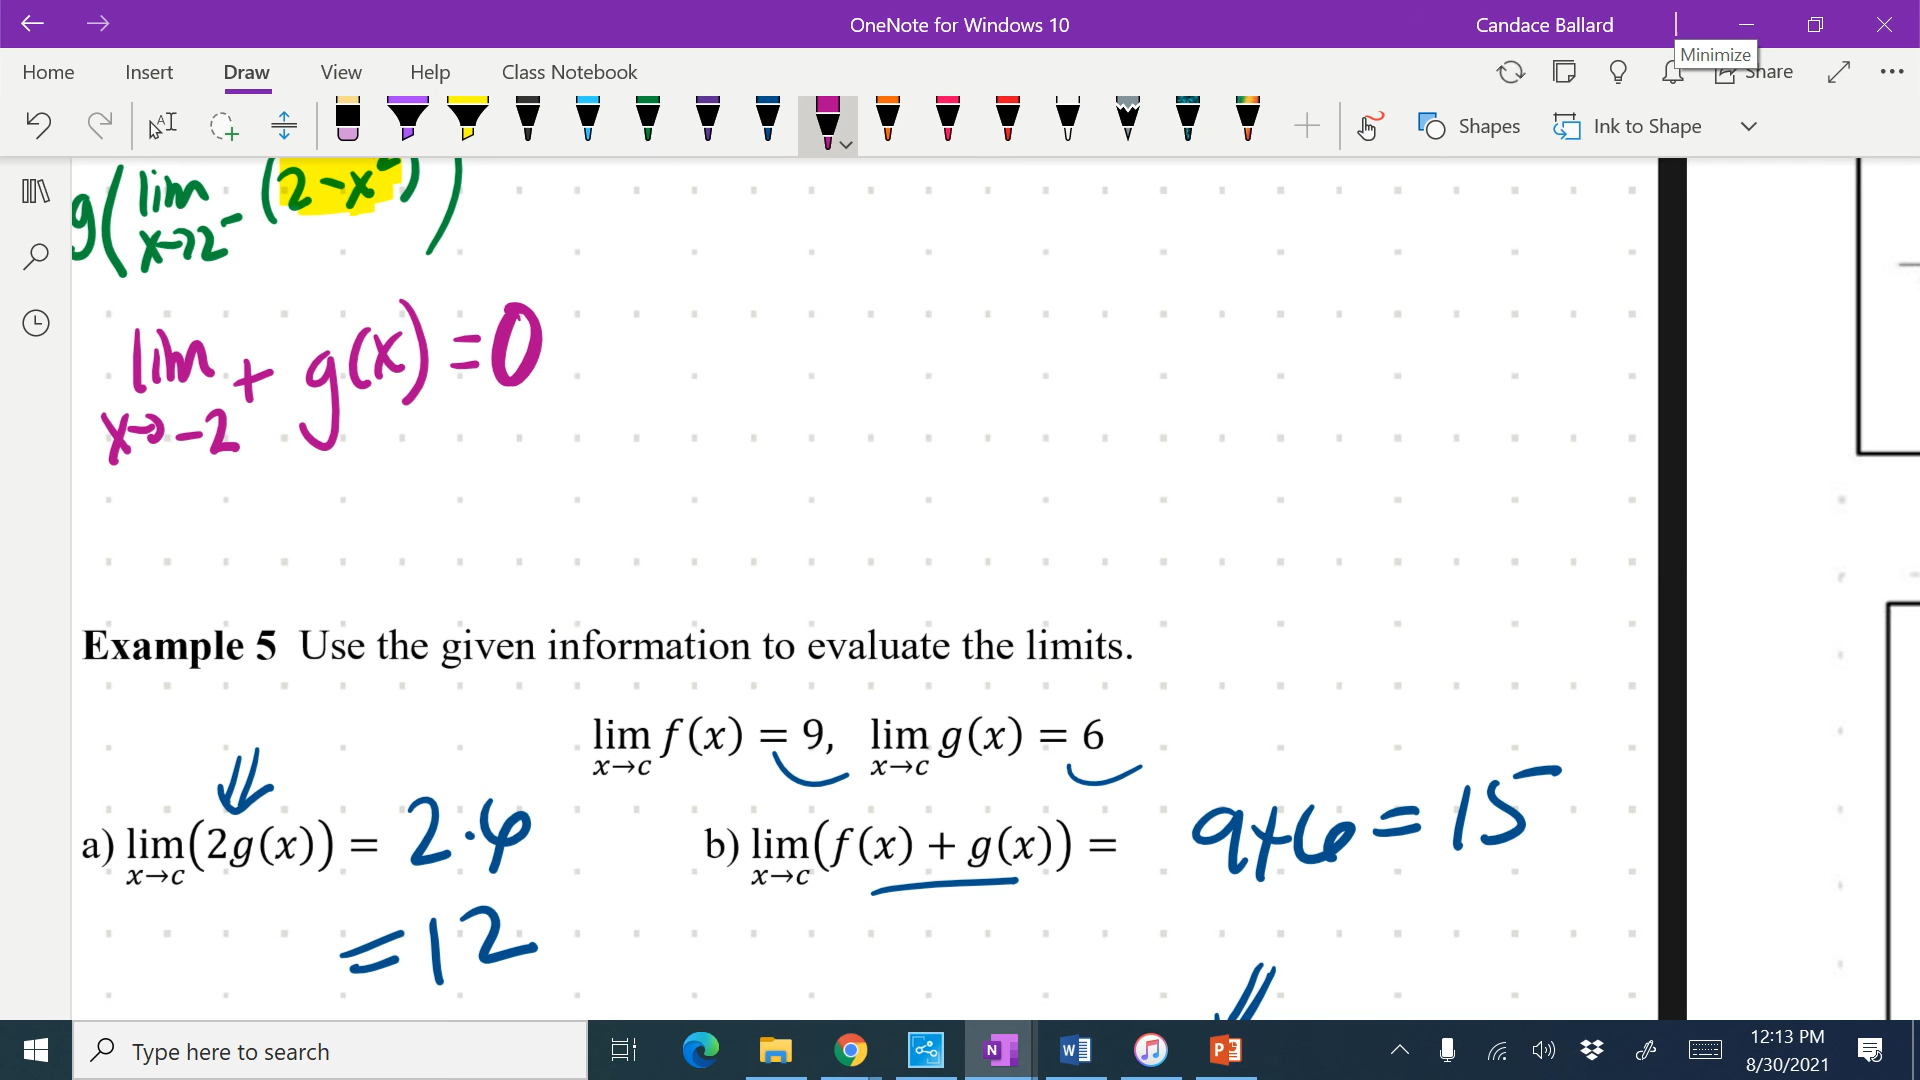 OneNote for Windows 10
Candace Ballard
Minimize
Home Insert Draw View Help Class Notebook
Share
Shapes
Ink to Shape
g(lim x→2⁻ (2-x²))
lim x→-2⁺ g(x) = 0
Example 5 Use the given information to evaluate the limits.
lim x→c f(x) = 9, lim x→c g(x) = 6
a) lim x→c (2g(x)) = 2·6
= 12
b) lim x→c (f(x) + g(x)) = 9+6 = 15
Type here to search
12:13 PM
8/30/2021